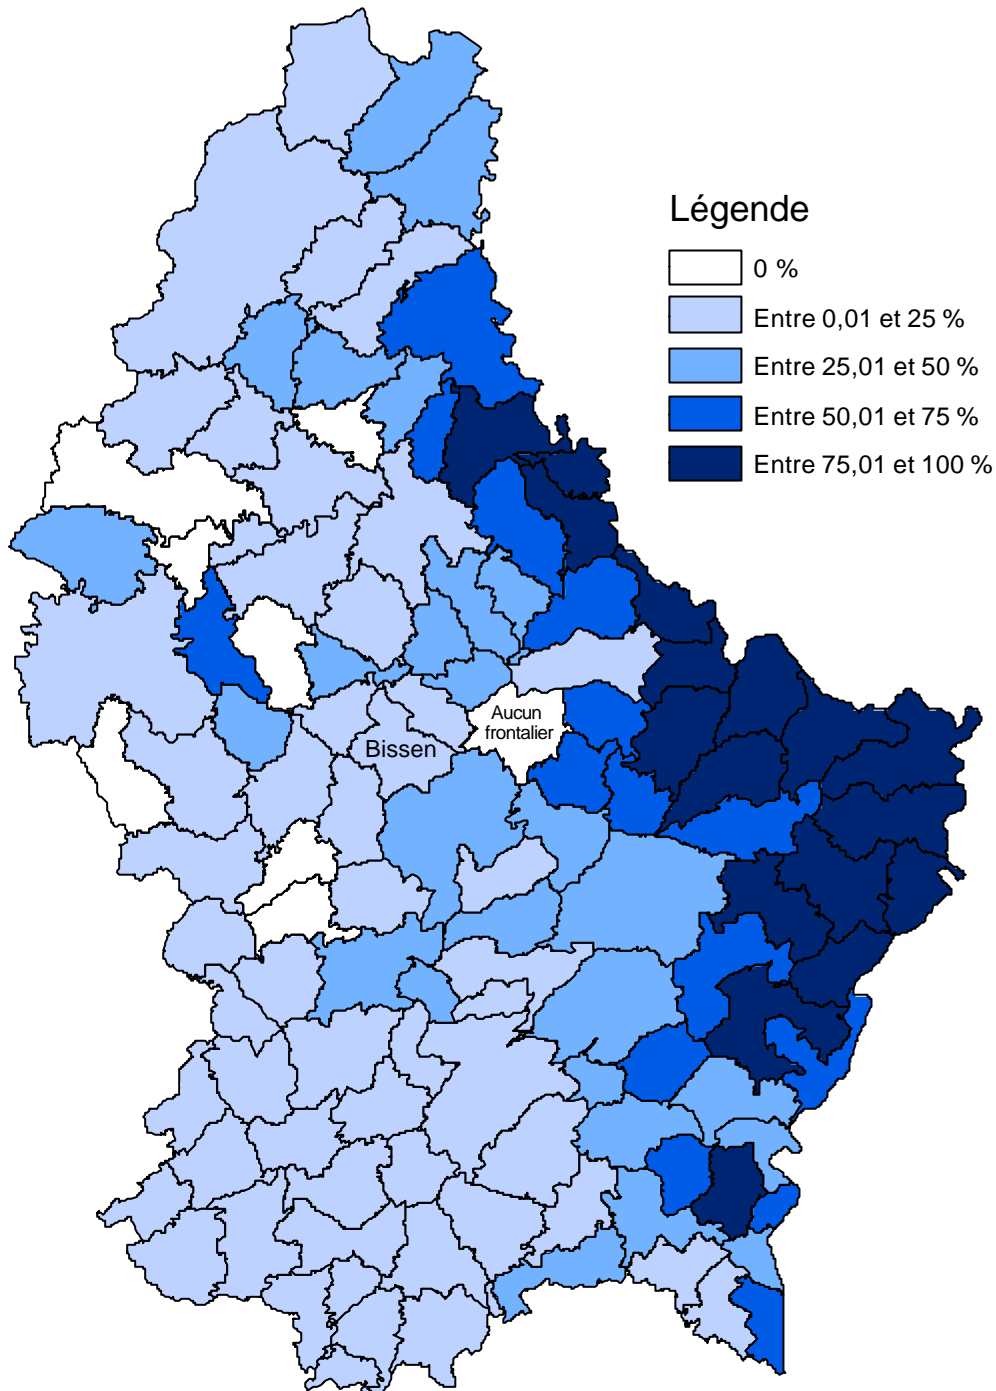 Légende
0 %
Entre 0,01 et 25 %
Entre 25,01 et 50 %
Entre 50,01 et 75 %
Entre 75,01 et 100 %
Aucun
frontalier
Bissen